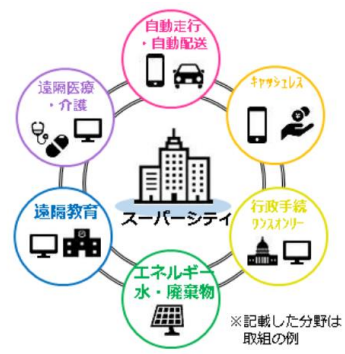 自動走行
・自動配送
遠隔医療
・介護
キャッシュレス
スーパーシティ
遠隔教育
行政手続
ワンスオンリー
エネルギー
水・廃棄物
※記載した分野は
取組の例